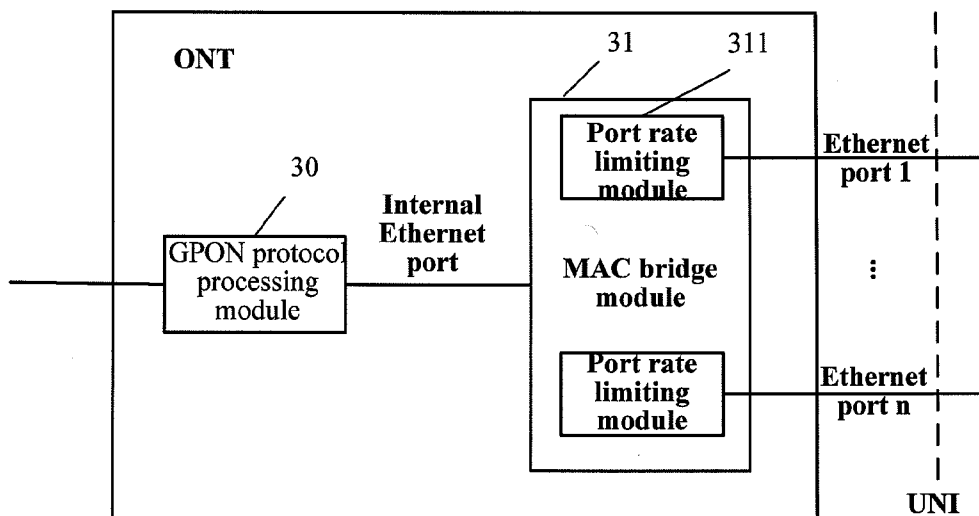 ONT
31
311
30
Port rate
limiting
module
Ethernet
port 1
Internal
Ethernet
port
GPON protocol
processing
module
MAC bridge
module
...
Port rate
limiting
module
Ethernet
port n
UNI